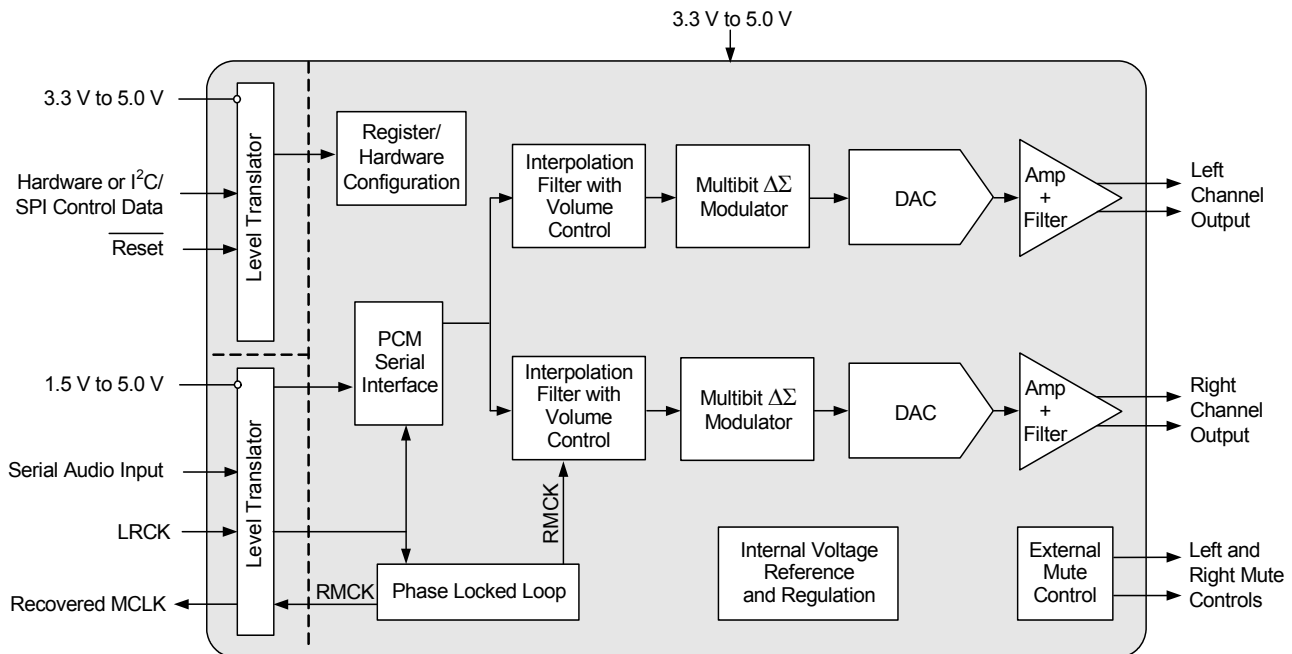 3.3 V to 5.0 V
3.3 V to 5.0 V
Hardware or I²C/
SPI Control Data
Reset
Level Translator
Register/
Hardware
Configuration
Interpolation
Filter with
Volume
Control
Multibit ΔΣ
Modulator
DAC
Amp
+
Filter
Left
Channel
Output
1.5 V to 5.0 V
Serial Audio Input
LRCK
Recovered MCLK
Level Translator
PCM
Serial
Interface
Interpolation
Filter with
Volume
Control
Multibit ΔΣ
Modulator
DAC
Amp
+
Filter
Right
Channel
Output
RMCK
RMCK
Phase Locked Loop
Internal Voltage
Reference
and Regulation
External
Mute
Control
Left and
Right Mute
Controls